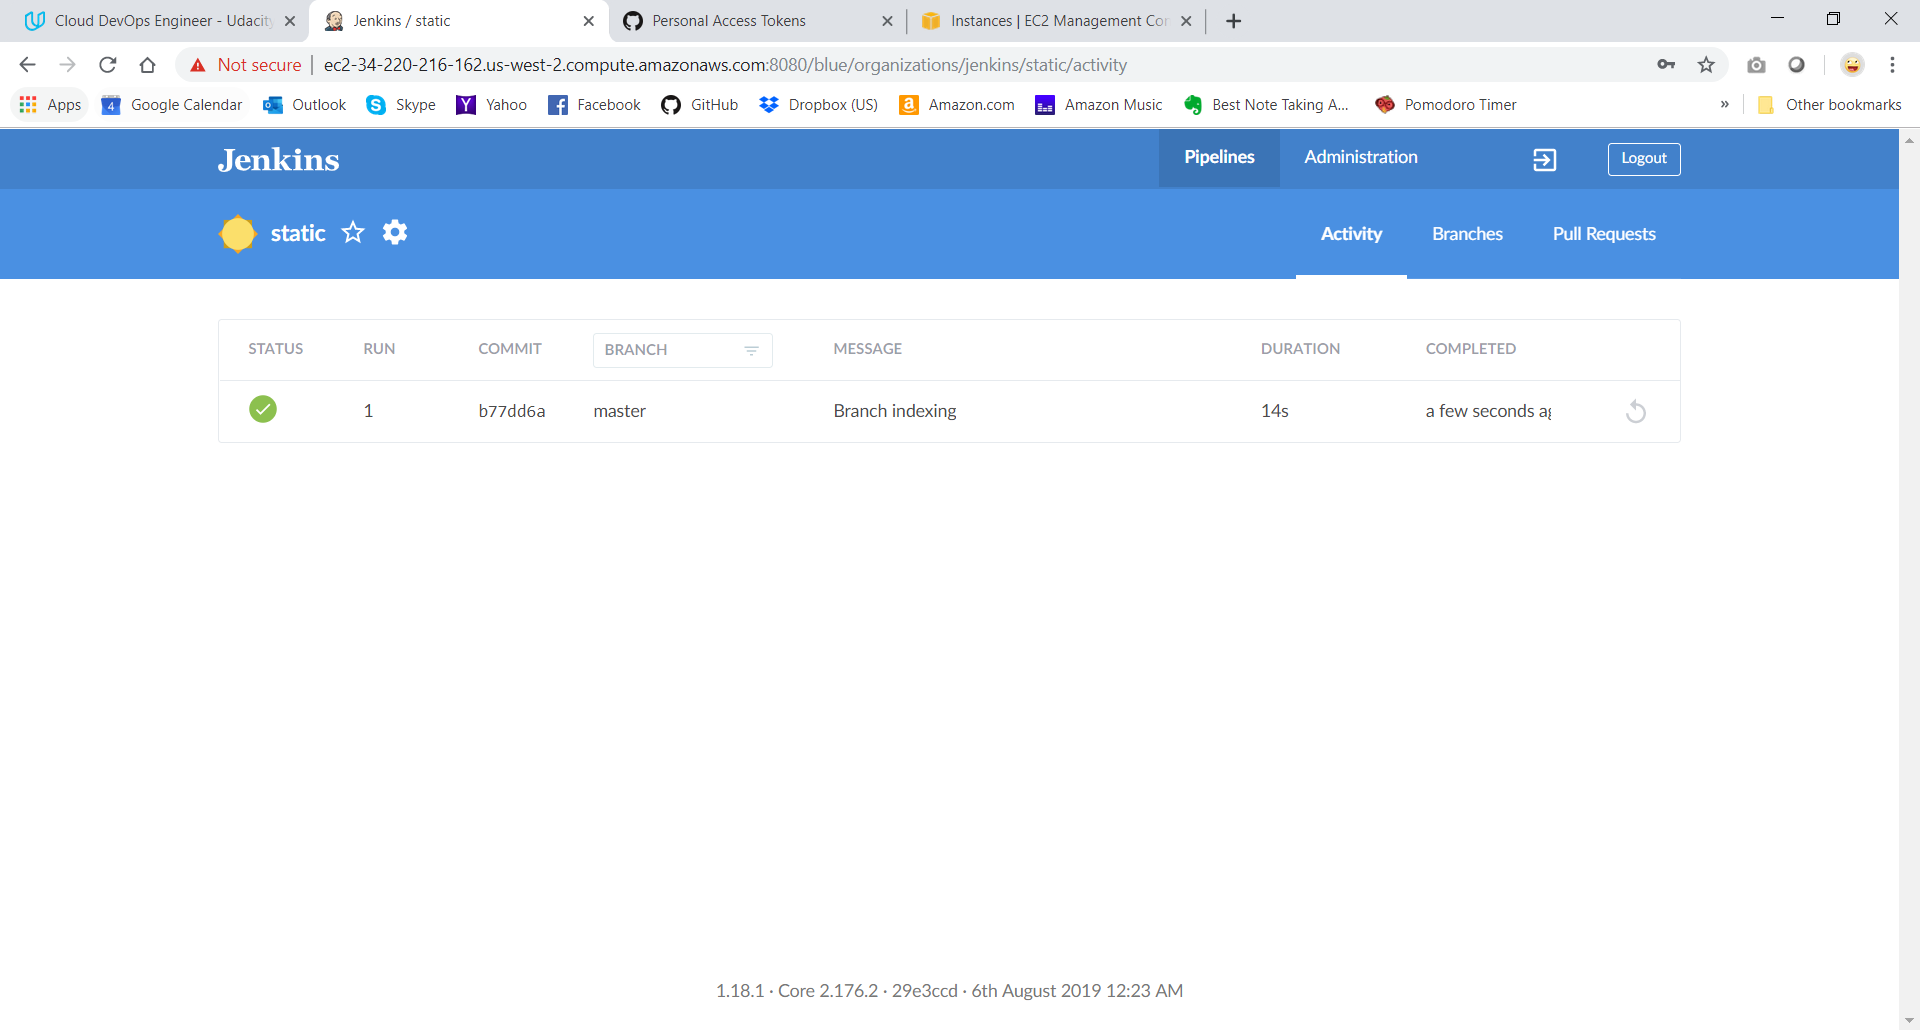 Cloud DevOps Engineer - Udacity
Jenkins / static
Personal Access Tokens
Instances | EC2 Management Con
Not secure | ec2-34-220-216-162.us-west-2.compute.amazonaws.com:8080/blue/organizations/jenkins/static/activity
Apps 4 Google Calendar Outlook Skype Yahoo Facebook GitHub Dropbox (US) Amazon.com Amazon Music Best Note Taking A... Pomodoro Timer » Other bookmarks
Jenkins Pipelines Administration Logout
static Activity Branches Pull Requests
STATUS RUN COMMIT BRANCH MESSAGE DURATION COMPLETED
1 b77dd6a master Branch indexing 14s a few seconds ag
1.18.1 · Core 2.176.2 · 29e3ccd · 6th August 2019 12:23 AM